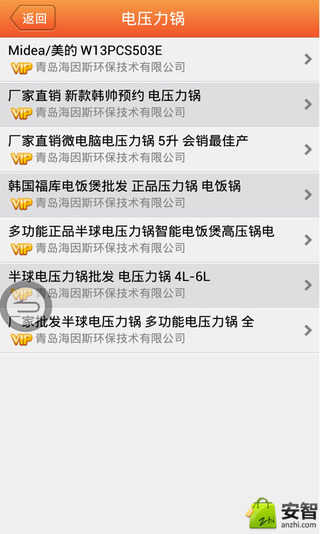 返回
电压力锅
Midea/美的 W13PCS503E
VIP 青岛海因斯环保技术有限公司
厂家直销 新款韩帅预约 电压力锅
VIP 青岛海因斯环保技术有限公司
厂家直销微电脑电压力锅 5升 会销最佳产
VIP 青岛海因斯环保技术有限公司
韩国福库电饭煲批发 正品压力锅 电饭锅
VIP 青岛海因斯环保技术有限公司
多功能正品半球电压力锅智能电饭煲高压锅电
VIP 青岛海因斯环保技术有限公司
半球电压力锅批发 电压力锅 4L-6L
VIP 青岛海因斯环保技术有限公司
厂家批发半球电压力锅 多功能电压力锅 全
VIP 青岛海因斯环保技术有限公司
Zhi
安智
anzhi.com